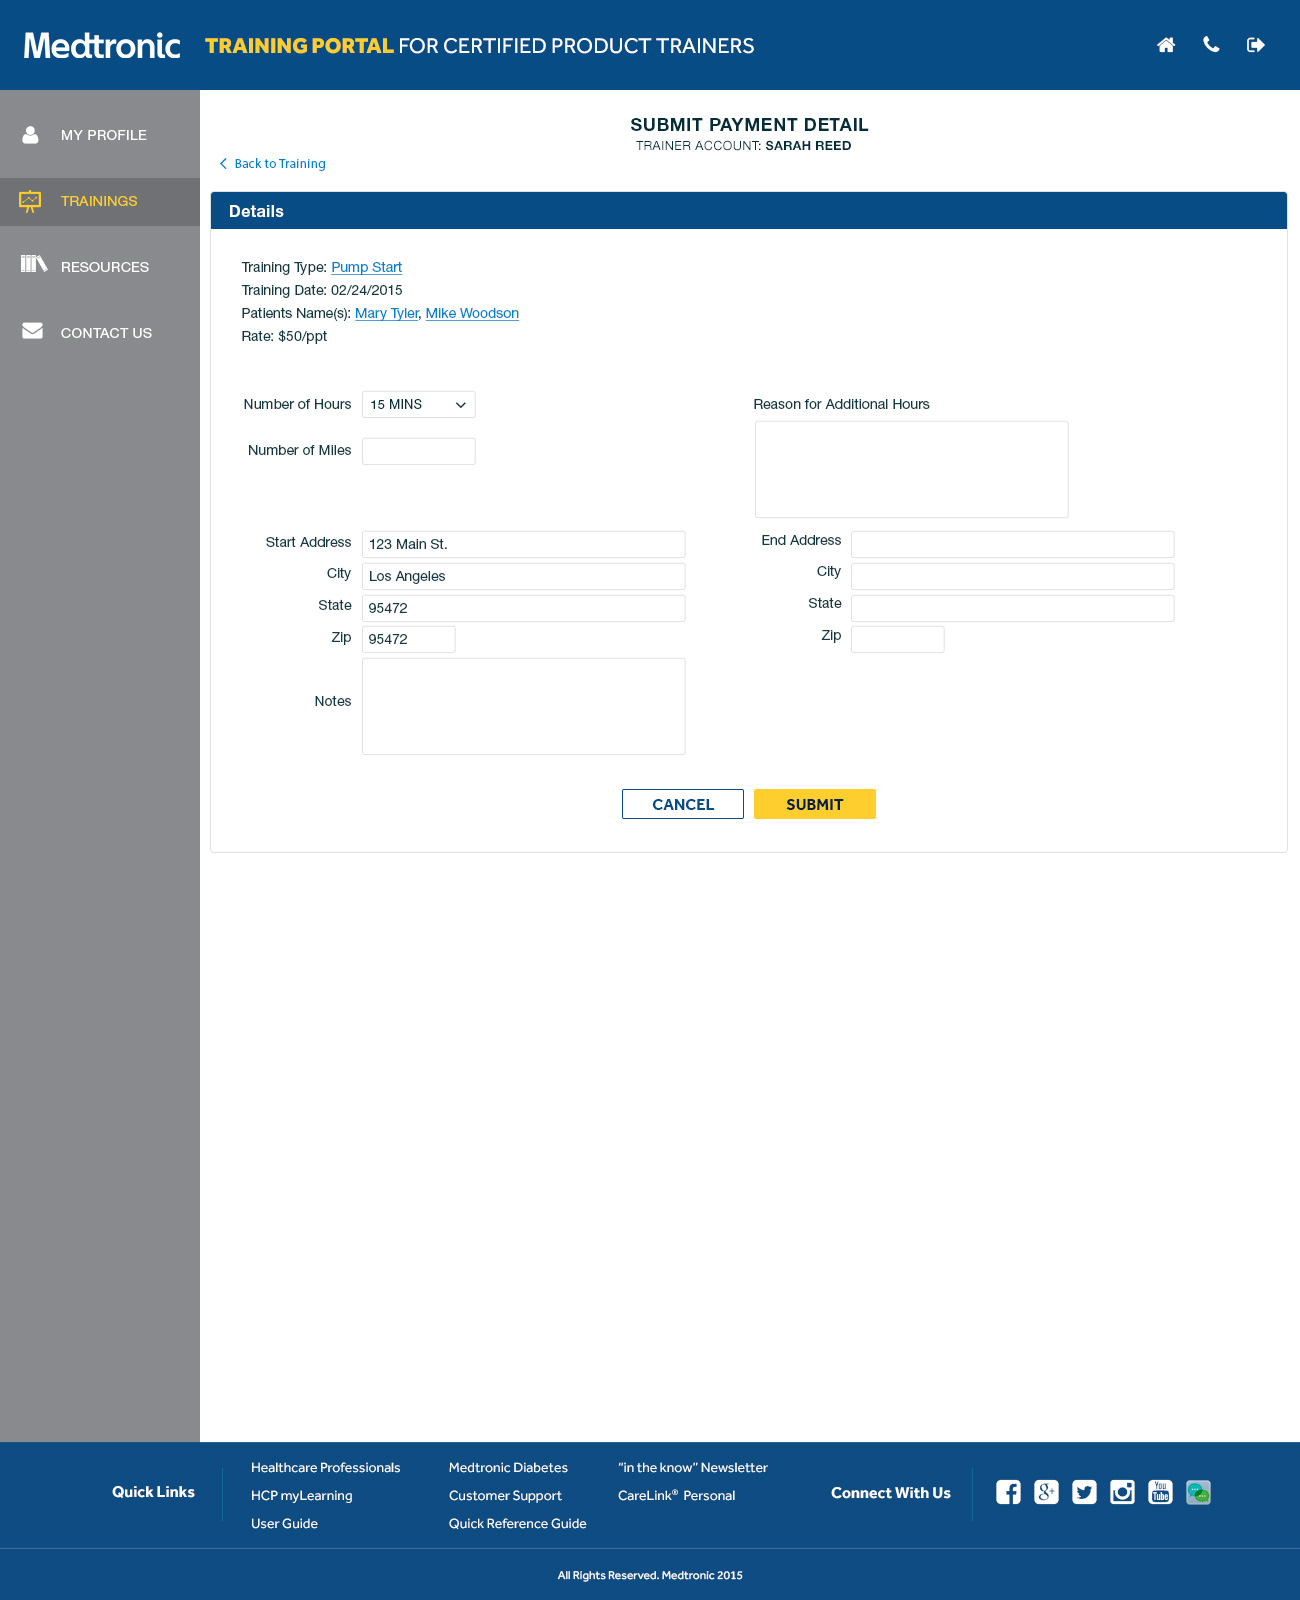 Medtronic TRAINING PORTAL FOR CERTIFIED PRODUCT TRAINERS
MY PROFILE
TRAININGS
RESOURCES
CONTACT US
SUBMIT PAYMENT DETAIL
TRAINER ACCOUNT: SARAH REED
Back to Training
Details
Training Type: Pump Start
Training Date: 02/24/2015
Patients Name(s): Mary Tyler, Mike Woodson
Rate: $50/ppt
Number of Hours 15 MINS
Number of Miles
Reason for Additional Hours
Start Address 123 Main St.
City Los Angeles
State 95472
Zip 95472
Notes
End Address
City
State
Zip
CANCEL SUBMIT
Quick Links
Healthcare Professionals
HCP myLearning
User Guide
Medtronic Diabetes
Customer Support
Quick Reference Guide
“in the know” Newsletter
CareLink® Personal
Connect With Us
g+
You Tube
All Rights Reserved. Medtronic 2015